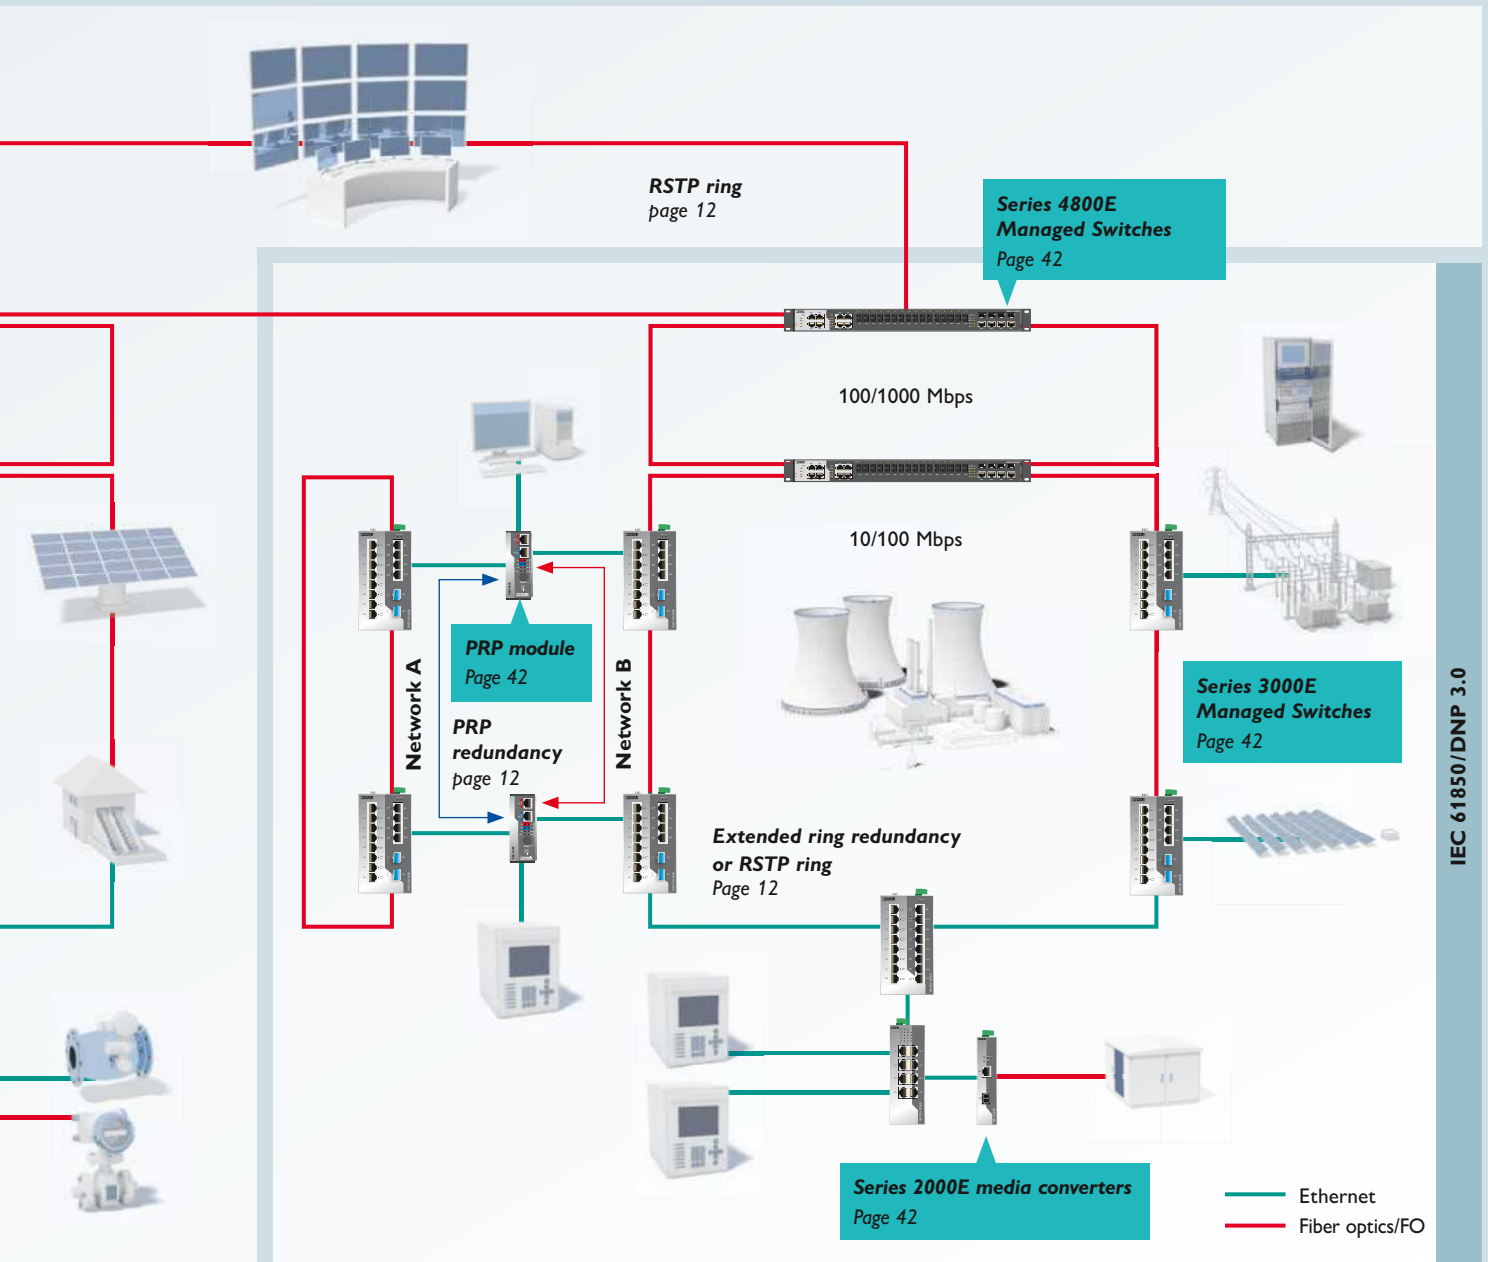 RSTP ring
page 12
Series 4800E
Managed Switches
Page 42
100/1000 Mbps
10/100 Mbps
PRP module
Page 42
Network A
Network B
PRP
redundancy
page 12
Series 3000E
Managed Switches
Page 42
IEC 61850/DNP 3.0
Extended ring redundancy
or RSTP ring
Page 12
Series 2000E media converters
Page 42
Ethernet
Fiber optics/FO